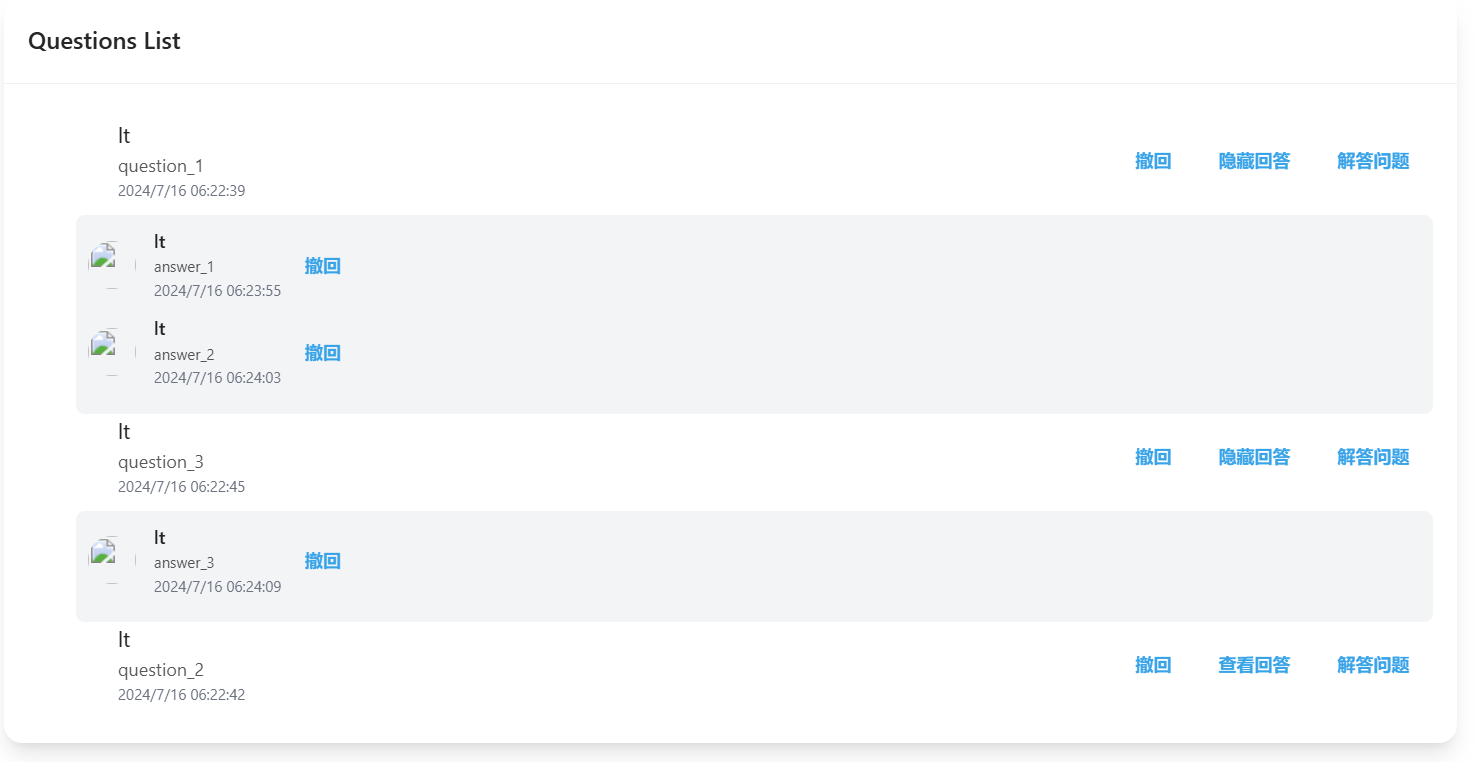 Questions List
lt
question_1
2024/7/16 06:22:39
撤回 隐藏回答 解答问题
lt
answer_1
2024/7/16 06:23:55
撤回
lt
answer_2
2024/7/16 06:24:03
撤回
lt
question_3
2024/7/16 06:22:45
撤回 隐藏回答 解答问题
lt
answer_3
2024/7/16 06:24:09
撤回
lt
question_2
2024/7/16 06:22:42
撤回 查看回答 解答问题